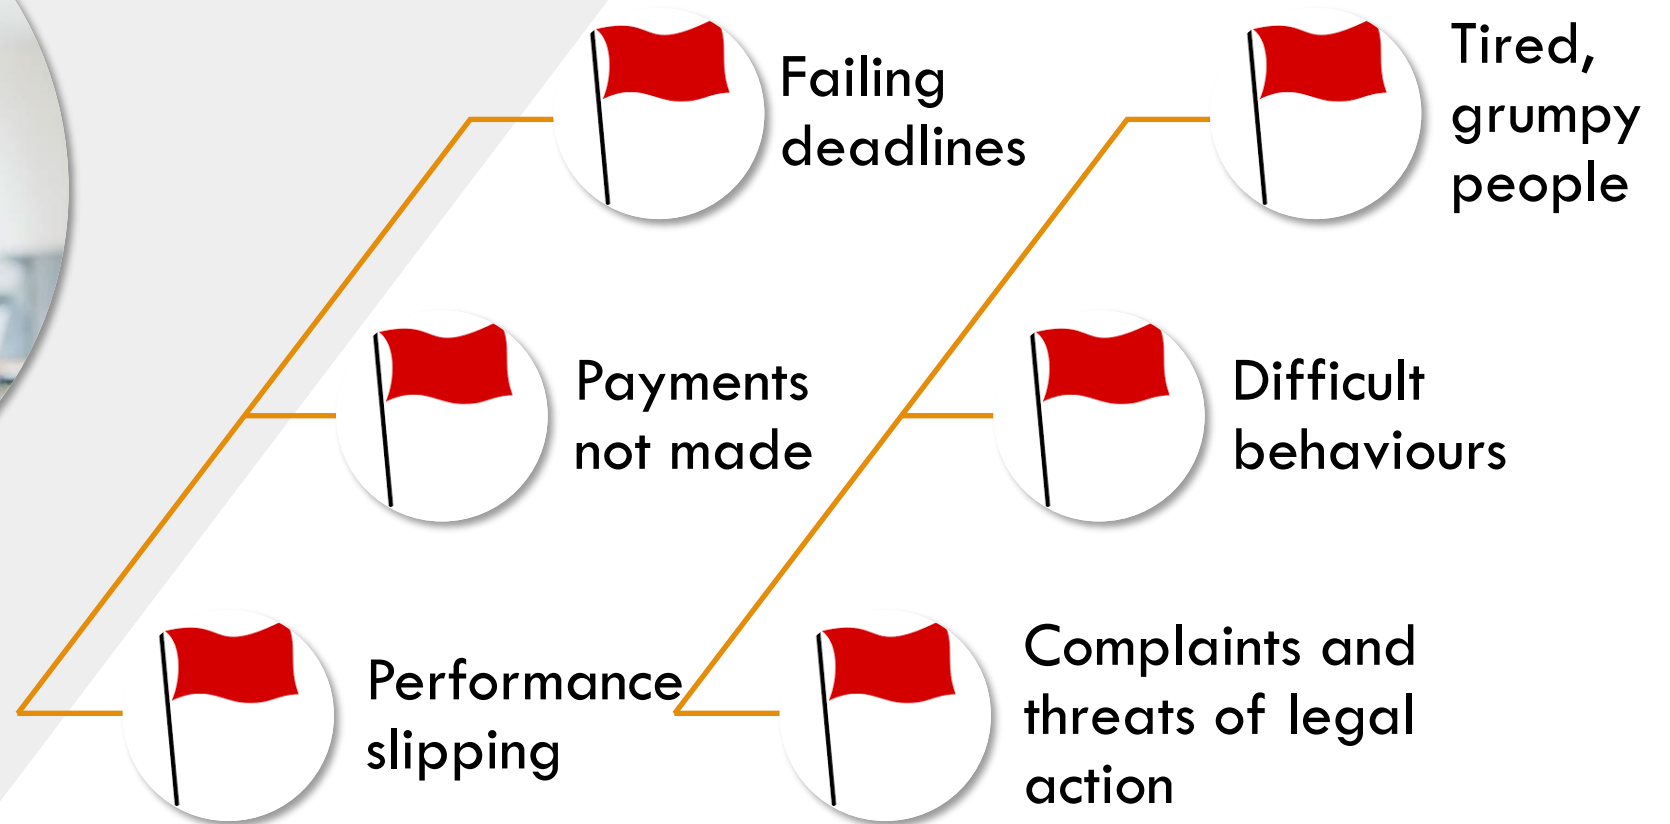 Failing
deadlines
Payments
not made
Performance
slipping
Tired,
grumpy
people
Difficult
behaviours
Complaints and
threats of legal
action